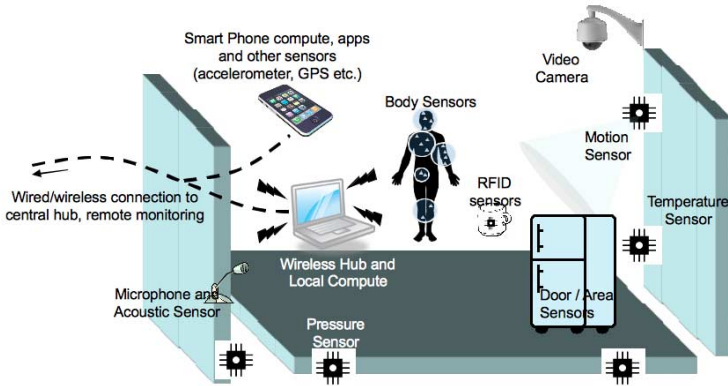 Smart Phone compute, apps
and other sensors
(accelerometer, GPS etc.)
Video
Camera
Body Sensors
Motion
Sensor
RFID
sensors
Wired/wireless connection to
central hub, remote monitoring
Temperature
Sensor
Wireless Hub and
Local Compute
Microphone and
Acoustic Sensor
Door / Area
Sensors
Pressure
Sensor